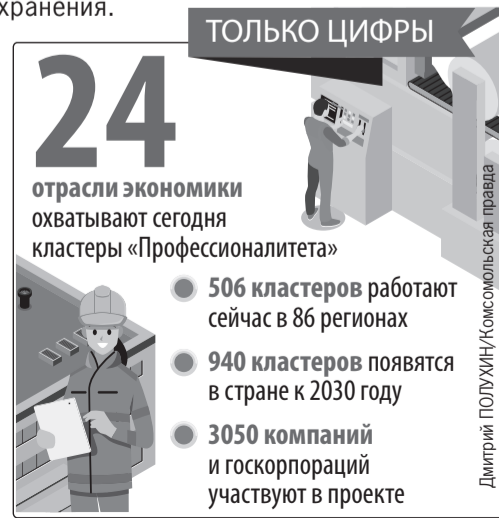 хранения.
ТОЛЬКО ЦИФРЫ
24
отрасли экономики
охватывают сегодня
кластеры «Профессионалитета»
506 кластеров работают
сейчас в 86 регионах
940 кластеров появятся
в стране к 2030 году
3050 компаний
и госкорпораций
участвуют в проекте
Дмитрий ПОЛУХИН/Комсомольская правда